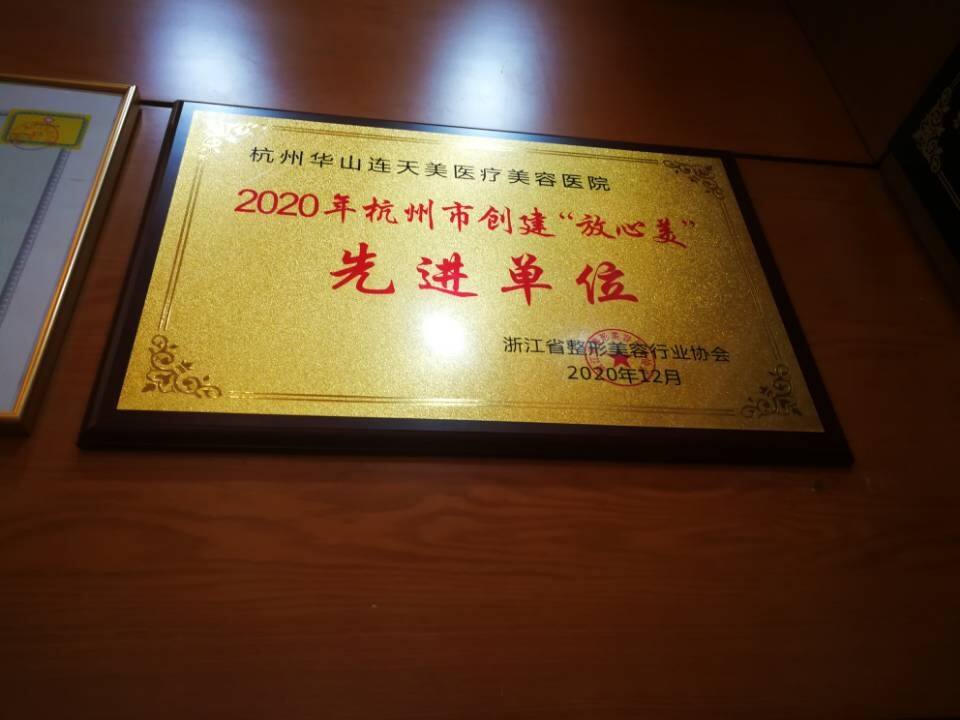 杭州华山连天美医疗美容医院
2020年杭州市创建“放心美”
先进单位
浙江省整形美容行业协会
2020年12月